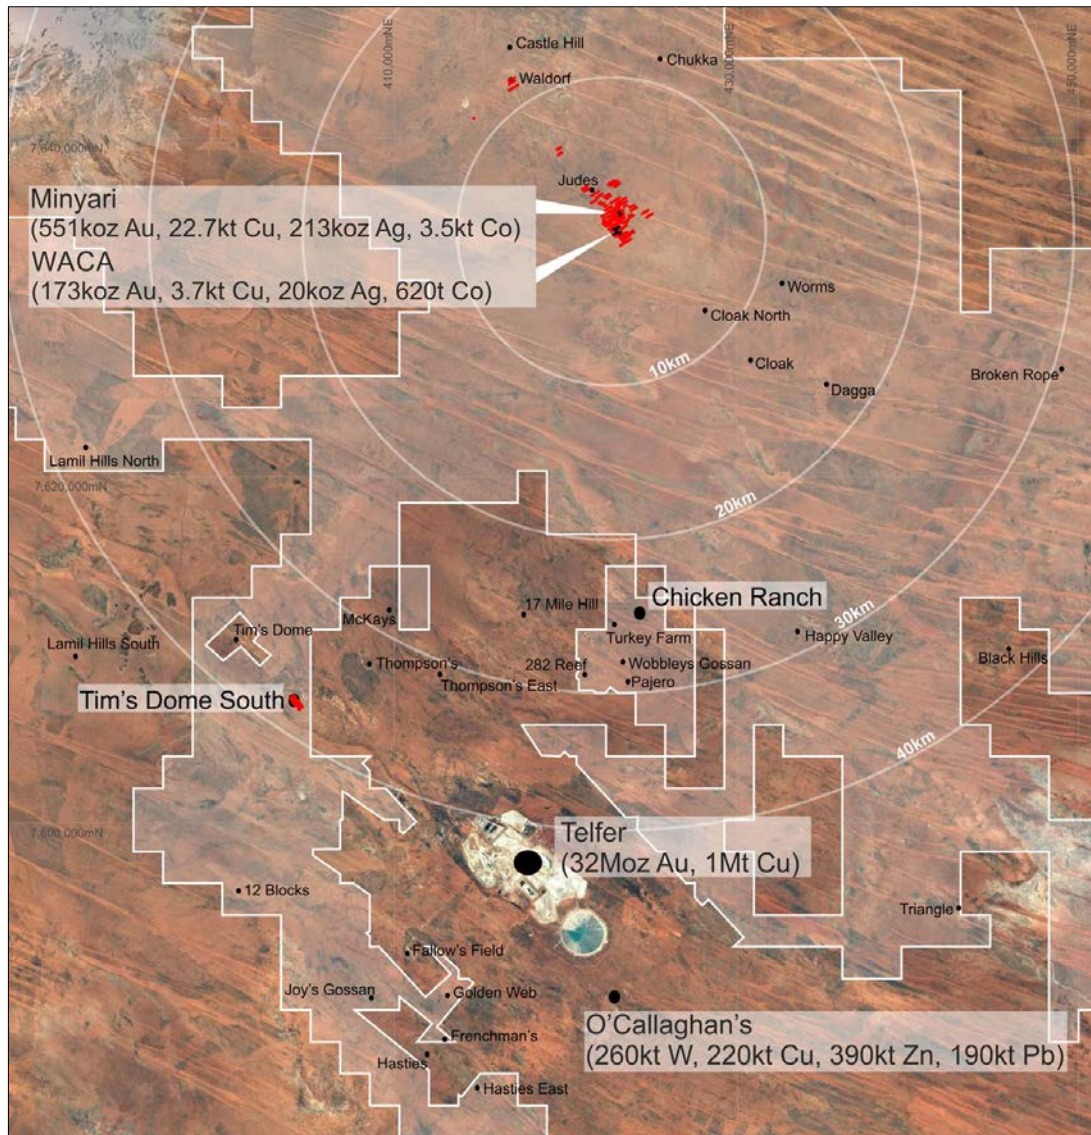 410,000mNE
430,000mNE
450,000mNE
Castle Hill
Chukka
Waldorf
7,640,000mN
Judes
Minyari
(551koz Au, 22.7kt Cu, 213koz Ag, 3.5kt Co)
WACA
(173koz Au, 3.7kt Cu, 20koz Ag, 620t Co)
Worms
Cloak North
10km
Cloak
Dagga
Broken Rope
Lamil Hills North
7,620,000mN
20km
McKays
17 Mile Hill
Chicken Ranch
30km
Turkey Farm
Happy Valley
Tim's Dome
Lamil Hills South
Thompson's
282 Reef
Wobbleys Gossan
Black Hills
Thompson's East
Pajero
Tim's Dome South
40km
7,600,000mN
Telfer
(32Moz Au, 1Mt Cu)
12 Blocks
Triangle
Fallow's Field
Joy's Gossan
Golden Web
O'Callaghan's
(260kt W, 220kt Cu, 390kt Zn, 190kt Pb)
Frenchman's
Hasties
Hasties East